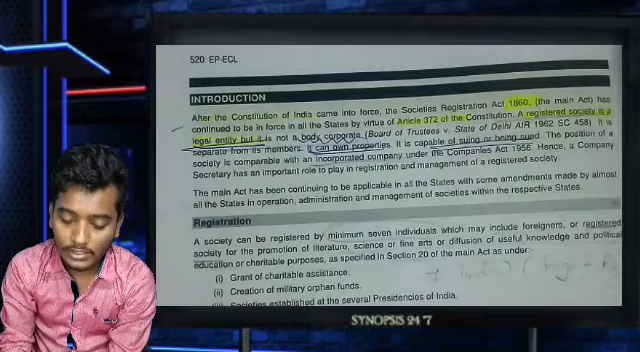 520 EP-ECL
INTRODUCTION
After the Constitution of India came into force, the Societies Registration Act 1860, (the main Act) has
continued to be in force in all the States by virtue of Article 372 of the Constitution. A registered society is a
legal entity but it is not a body corporate (Board of Trustees v. State of Delhi AIR 1962 SC 458). It is
separate from its members. It can own properties. It is capable of suing or being sued. The position of a
society is comparable with an incorporated company under the Companies Act 1956. Hence, a Company
Secretary has an important role to play in registration and management of a registered society.
The main Act has been continuing to be applicable in all the States with some amendments made by almost
all the States in operation, administration and management of societies within the respective States.
Registration
A society can be registered by minimum seven individuals which may include foreigners, or registered
society for the promotion of literature, science or fine arts or diffusion of useful knowledge and political
education or charitable purposes, as specified in Section 20 of the main Act as under:-
(i) Grant of charitable assistance.
(ii) Creation of military orphan funds.
Societies established at the several Presidencies of India.
SYNOPSIS 24 7